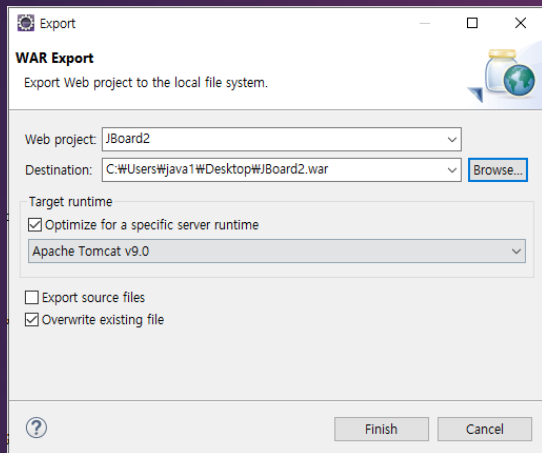 Export
WAR Export
Export Web project to the local file system.
Web project: JBoard2
Destination: C:₩Users₩java1₩Desktop₩JBoard2.war Browse...
Target runtime
Optimize for a specific server runtime
Apache Tomcat v9.0
Export source files
Overwrite existing file
? Finish Cancel